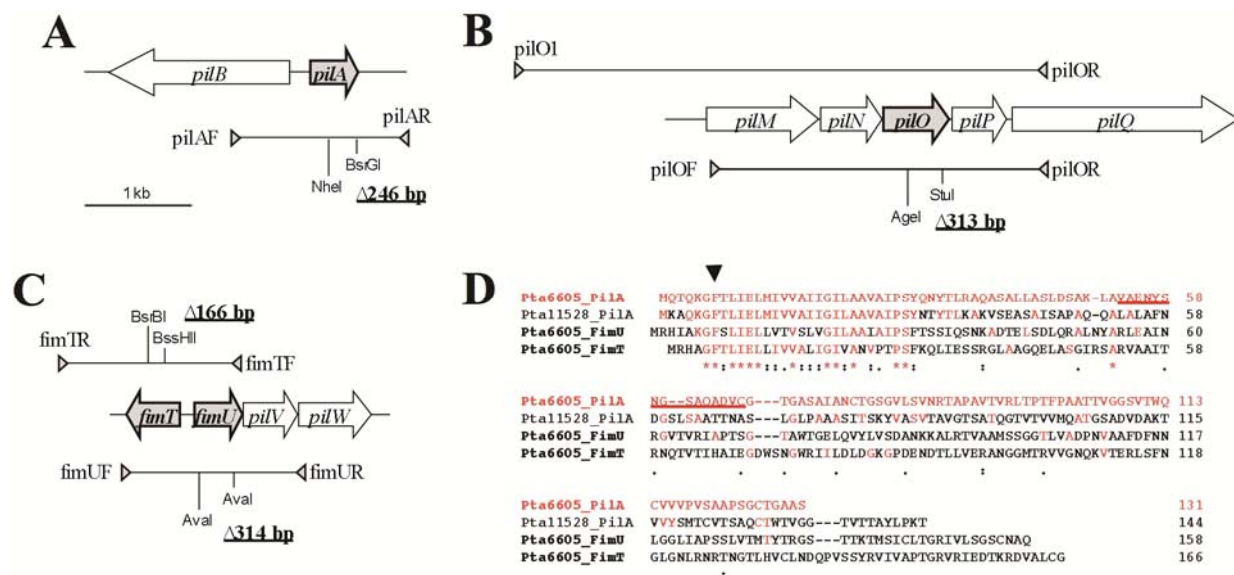 A
pilB pilA
pilAF pilAR
NheI BsrGI
1 kb
Δ246 bp
B
pilO1 pilOR
pilM pilN pilO pilP pilQ
pilOF pilOR
AgeI StuI
Δ313 bp
C
Δ166 bp
BsrBI
BssHII
fimTR fimTF
fimT fimU pilV pilW
fimUF fimUR
AvaI AvaI
Δ314 bp
D
Pta6605_PilA MQTQKGFTLIELMIVVAIIGILAAVAIPSYQNYTLRAQASALLASLDSAK-LAVAENYS 58
Pta11528_PilA MKAQKGFTLIELMIVVAIIGILAAIAIPSYNTYTLKAKVSEASAISAPAQQ-QALALAFN 58
Pta6605_FimU MRHIAKGFSLIELLVTVSLVGILAAIAIPSFTSSIQSNKADTELSDLQRALNYARLEAIN 60
Pta6605_FimT MRHAGFTLIELLIVVALIGIVANVPTPSFKQLIESSRGLAAGQELASGIRSARVAAIT 58
**:****:.*:::**:* .:** : . * .
Pta6605_PilA NG--SAQADVCG---TGASAIANCTGSGVLSVNRTAPAVTVRLTPTFPAATTVGGSVTWQ 113
Pta11528_PilA DGSLSAATTNAS---LGLPAAASITSKYVASVTAVGTSATQGTVTVVMQATGSADVDAKT 115
Pta6605_FimU RGVTVRIAPTSG---TAWTGELQVYLVSDANKKALRTVAAMSSGGTLVADPNVAAFDFNN 117
Pta6605_FimT RNQTVTIHAIEGDWSNGWRIILDLDGKGPDENDTLLVERANGGMTRVVGNQKVTERLSFN 118
. . . : .
Pta6605_PilA CVVVPVSAAPSGCTGAAS 131
Pta11528_PilA VVYSMTCVTSAQCTWTVGG---TVTTAYLPKT 144
Pta6605_FimU LGGLIAPSSLVTMTYTRGS---TTKTMSICLTGRIVLSGSCNAQ 158
Pta6605_FimT GLGNLRNRTNGTLHVCLNDQPVSSYRVIVAPTGRVRIEDTKRDVALCG 166
.